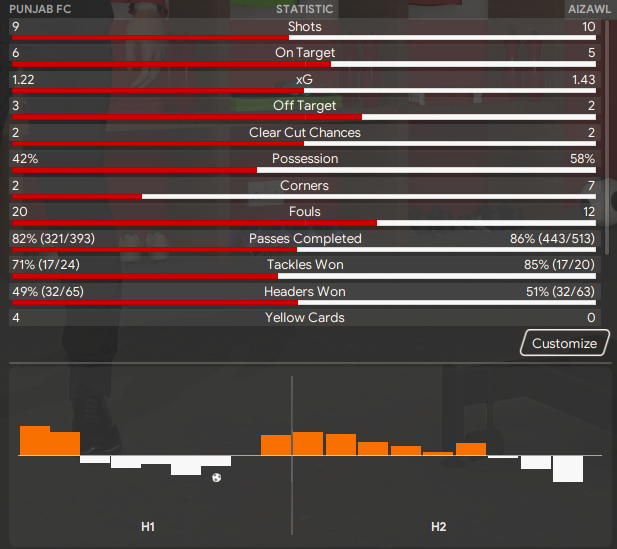 PUNJAB FC STATISTIC AIZAWL
9 Shots 10
6 On Target 5
1.22 xG 1.43
3 Off Target 2
2 Clear Cut Chances 2
42% Possession 58%
2 Corners 7
20 Fouls 12
82% (321/393) Passes Completed 86% (443/513)
71% (17/24) Tackles Won 85% (17/20)
49% (32/65) Headers Won 51% (32/63)
4 Yellow Cards 0
Customize
H1 H2